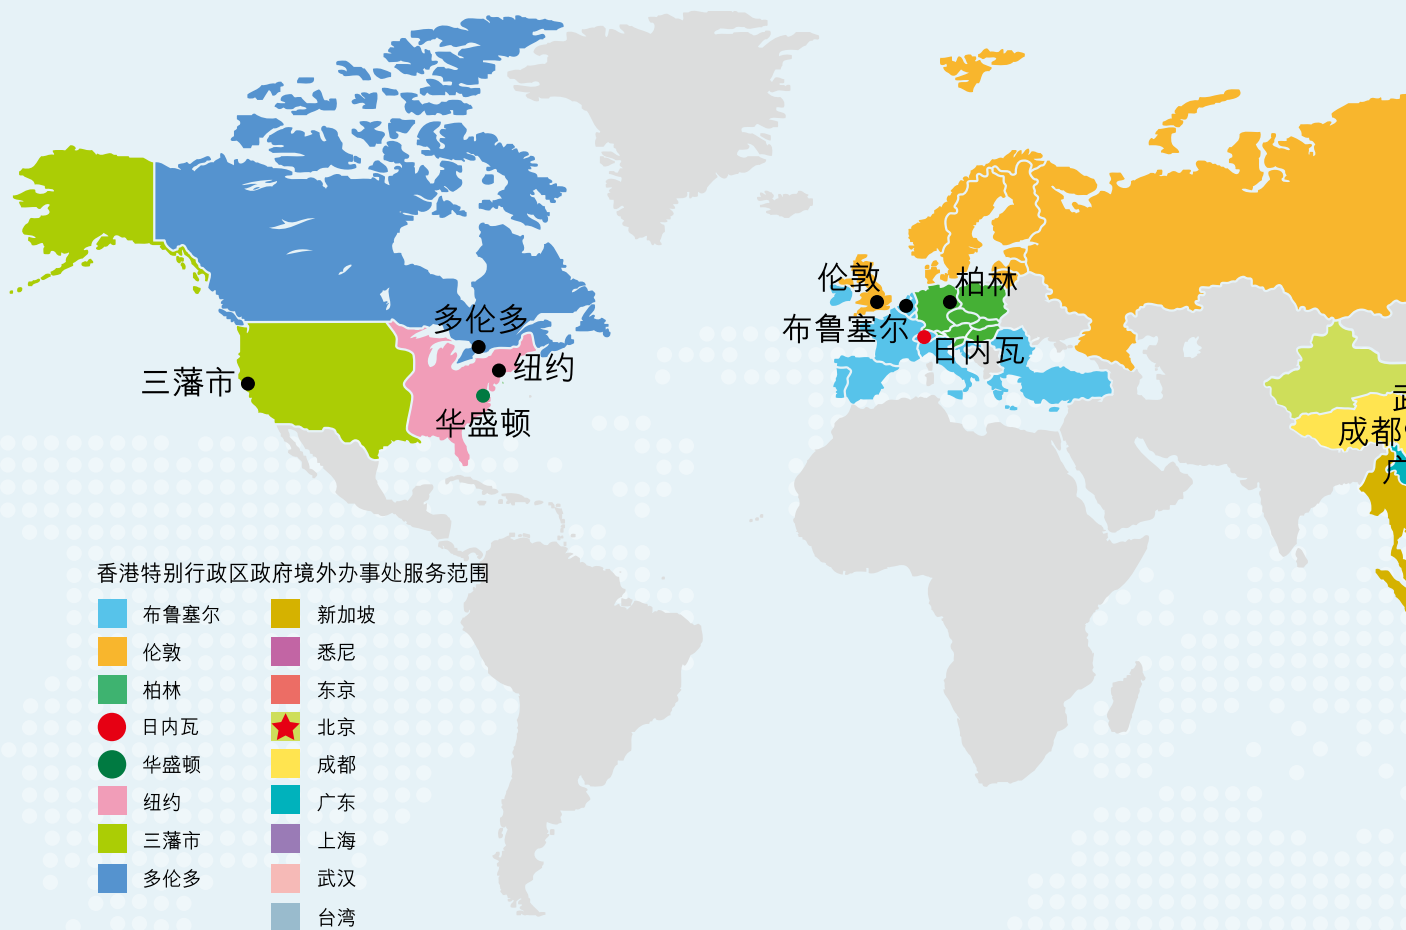 伦敦
柏林
多伦多
布鲁塞尔
日内瓦
纽约
三藩市
华盛顿
武
成都
广
香港特别行政区政府境外办事处服务范围
布鲁塞尔
新加坡
伦敦
悉尼
柏林
东京
日内瓦
北京
华盛顿
成都
纽约
广东
三藩市
上海
多伦多
武汉
台湾